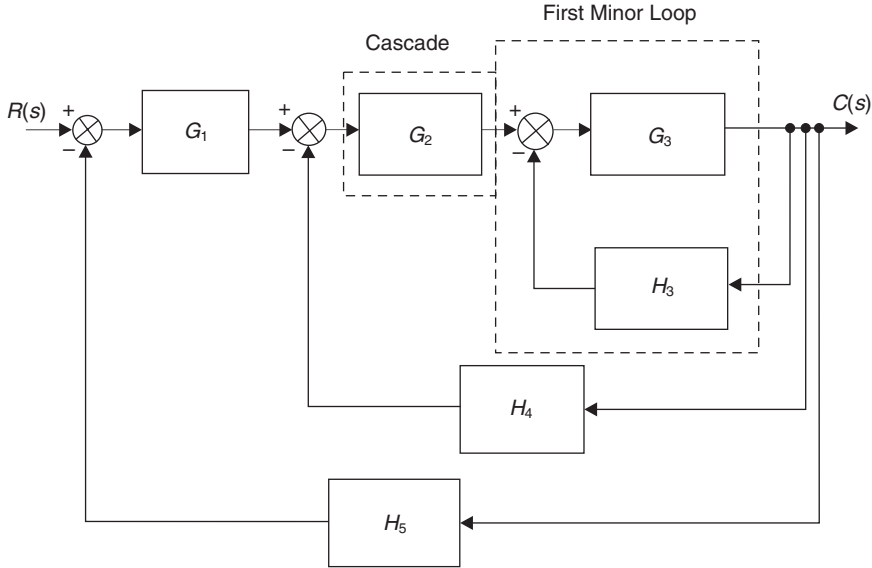 First Minor Loop
Cascade
R(s)
+
−
G₁
+
−
G₂
+
−
G₃
C(s)
H₃
H₄
H₅